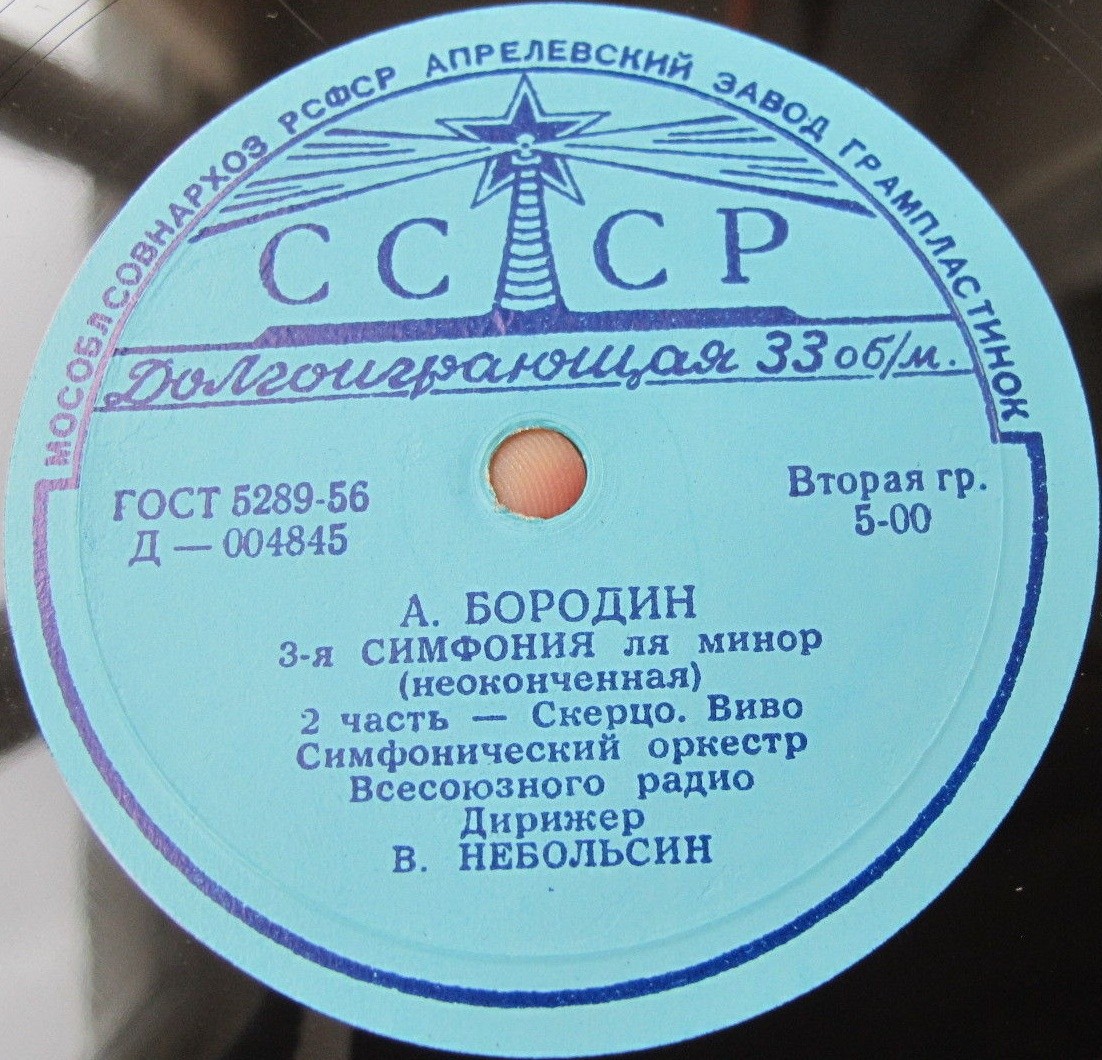 МОСОБЛСОВНАРХОЗ РСФСР АПРЕЛЕВСКИЙ ЗАВОД ГРАМПЛАСТИНОК
СССР
Долгоиграющая 33 об/м.
ГОСТ 5289-56
Д — 004845
Вторая гр.
5-00
А. БОРОДИН
3-я СИМФОНИЯ ля минор
(неоконченная)
2 часть — Скерцо. Виво
Симфонический оркестр
Всесоюзного радио
Дирижер
В. НЕБОЛЬСИН